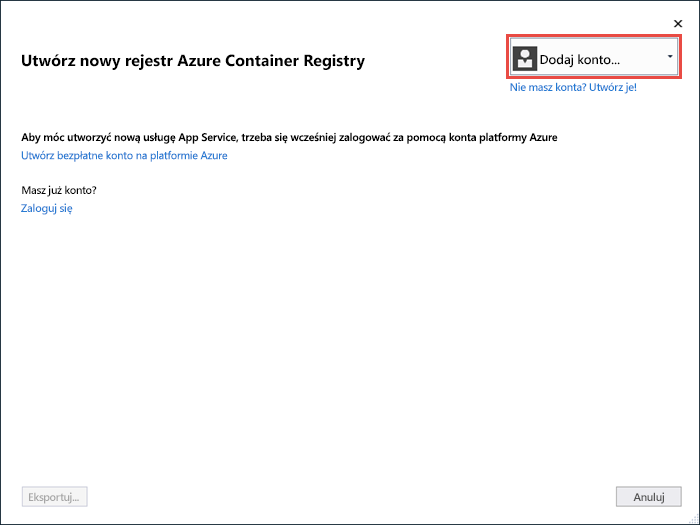 Utwórz nowy rejestr Azure Container Registry
Dodaj konto...
Nie masz konta? Utwórz je!
Aby móc utworzyć nową usługę App Service, trzeba się wcześniej zalogować za pomocą konta platformy Azure
Utwórz bezpłatne konto na platformie Azure
Masz już konto?
Zaloguj się
Eksportuj...
Anuluj